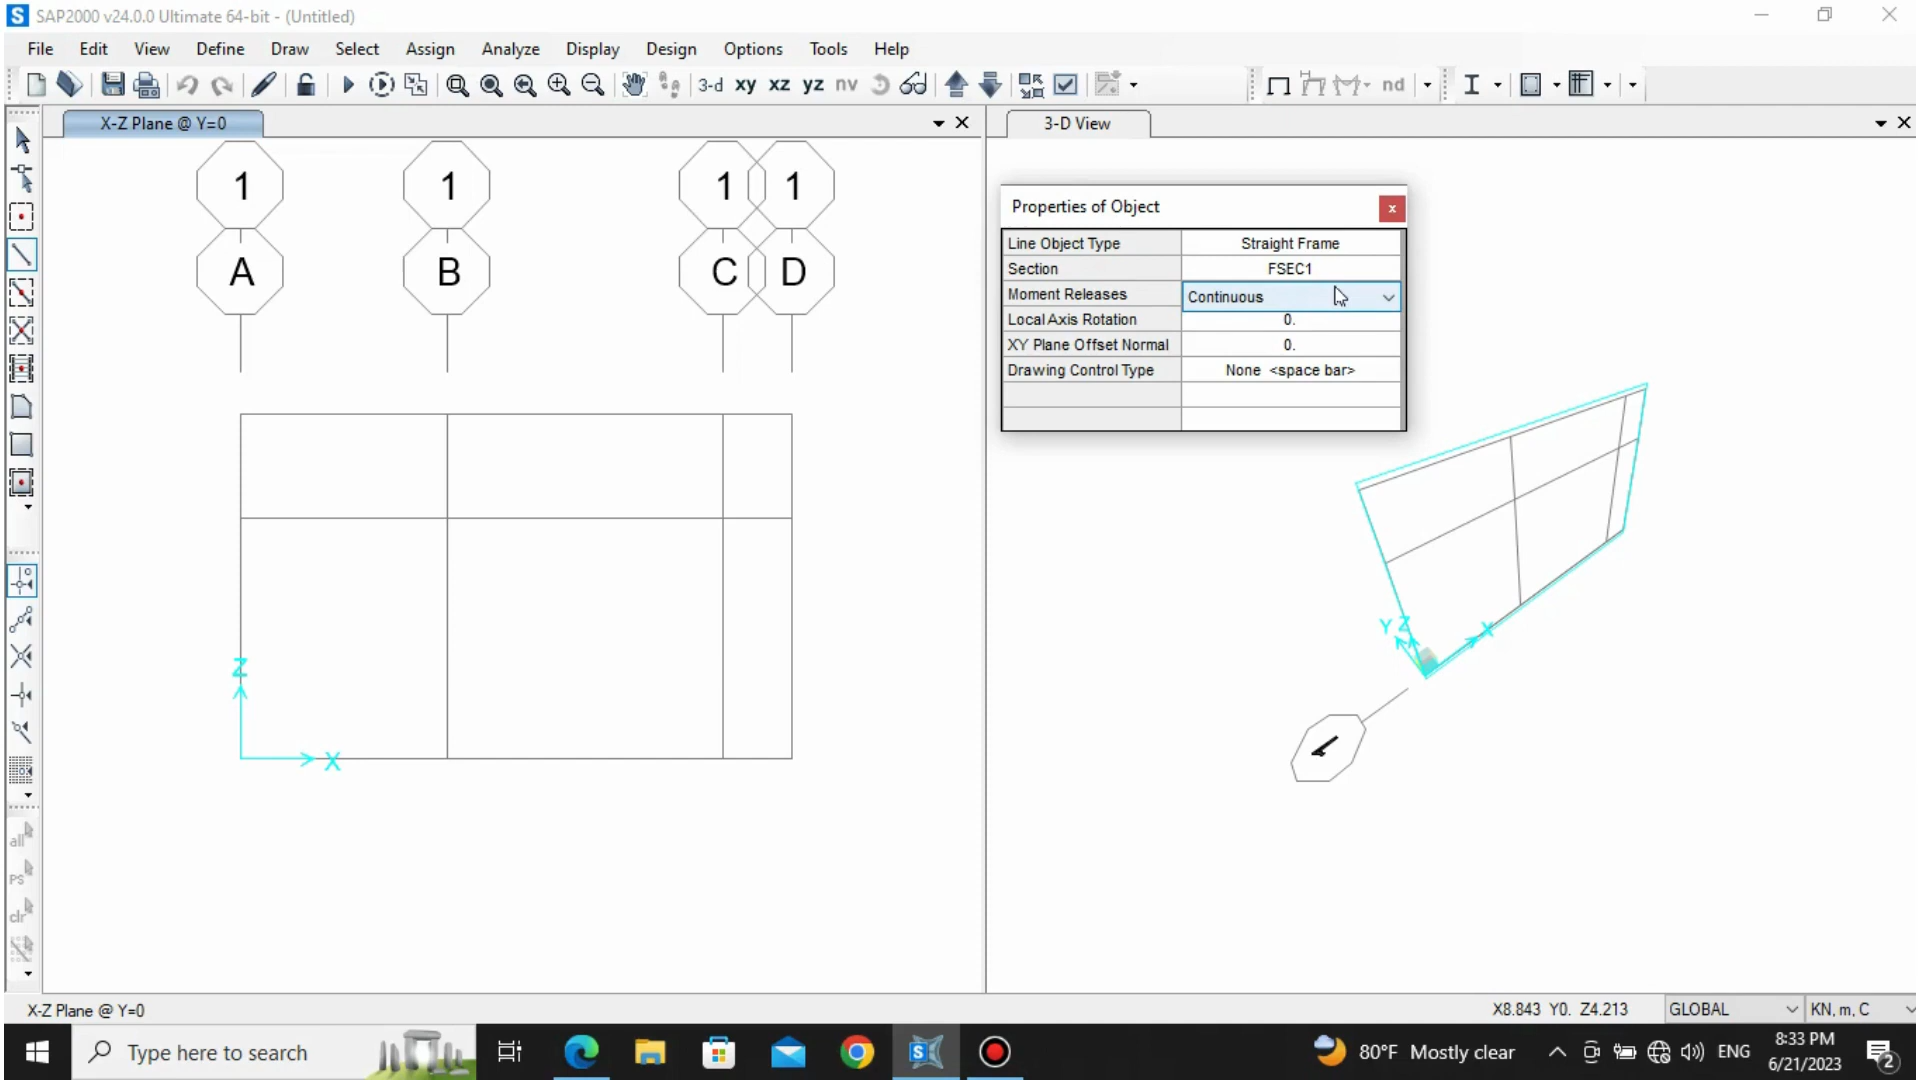 SAP2000 v24.0.0 Ultimate 64-bit - (Untitled)
File Edit View Define Draw Select Assign Analyze Display Design Options Tools Help
3-d xy xz yz nv nd
X-Z Plane @ Y=0
3-D View
1 1 1 1
A B C D
Properties of Object
Line Object Type Straight Frame
Section FSEC1
Moment Releases Continuous
Local Axis Rotation 0.
XY Plane Offset Normal 0.
Drawing Control Type None <space bar>
Z
X
Y Z X
1
all
PS
clr
X-Z Plane @ Y=0
X8.843 Y0. Z4.213
GLOBAL
KN, m, C
Type here to search
80°F Mostly clear
ENG
8:33 PM
6/21/2023
2